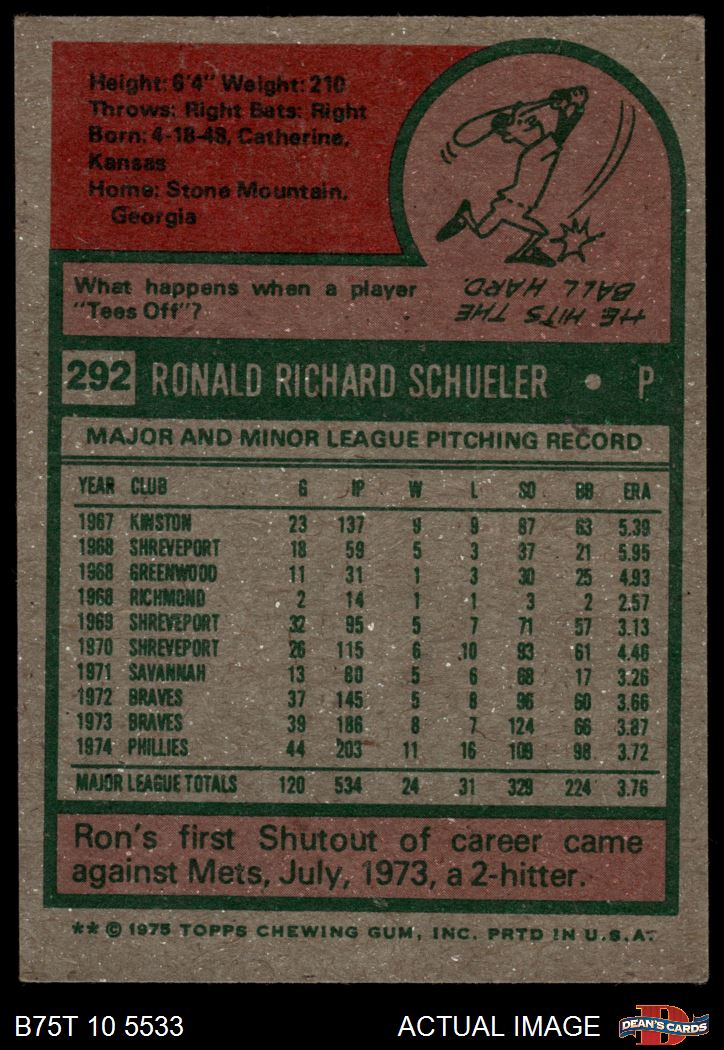 Height: 6'4" Weight: 210
Throws: Right Bats: Right
Born: 4-18-48, Catherine,
Kansas
Home: Stone Mountain,
Georgia
What happens when a player
"Tees Off"?
HE HITS THE
BALL HARD.
292 RONALD RICHARD SCHUELER • P
MAJOR AND MINOR LEAGUE PITCHING RECORD
YEAR CLUB G IP W L SO BB ERA
1967 KINSTON 23 137 9 9 87 63 5.39
1968 SHREVEPORT 18 59 5 3 37 21 5.95
1968 GREENWOOD 11 31 1 3 30 25 4.93
1968 RICHMOND 2 14 1 1 3 2 2.57
1969 SHREVEPORT 32 95 5 7 71 57 3.13
1970 SHREVEPORT 26 115 6 10 93 61 4.46
1971 SAVANNAH 13 80 5 6 68 17 3.26
1972 BRAVES 37 145 5 8 96 60 3.66
1973 BRAVES 39 186 8 7 124 66 3.87
1974 PHILLIES 44 203 11 16 109 98 3.72
MAJOR LEAGUE TOTALS 120 534 24 31 329 224 3.76
Ron's first Shutout of career came
against Mets, July, 1973, a 2-hitter.
** © 1975 TOPPS CHEWING GUM, INC. PRTD IN U.S.A.
B75T 10 5533 ACTUAL IMAGE D DEAN'S CARDS